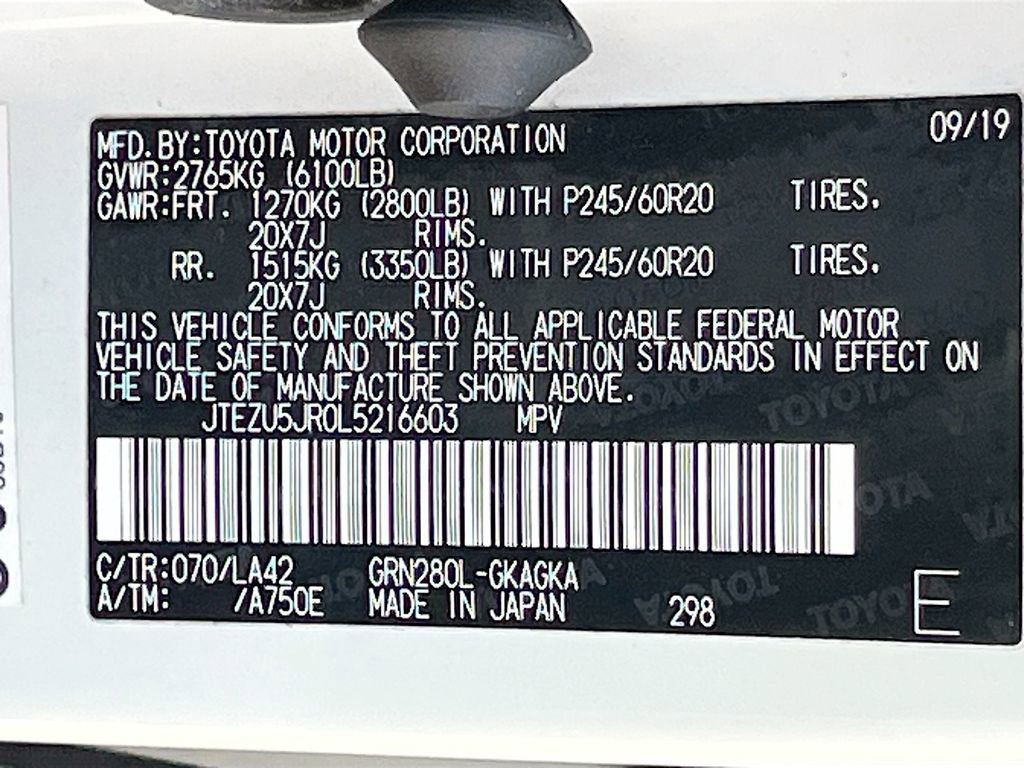 MFD.BY:TOYOTA MOTOR CORPORATION 09/19
GVWR:2765KG (6100LB)
GAWR:FRT. 1270KG (2800LB) WITH P245/60R20 TIRES.
20X7J RIMS.
RR. 1515KG (3350LB) WITH P245/60R20 TIRES.
20X7J RIMS.
THIS VEHICLE CONFORMS TO ALL APPLICABLE FEDERAL MOTOR
VEHICLE SAFETY AND THEFT PREVENTION STANDARDS IN EFFECT ON
THE DATE OF MANUFACTURE SHOWN ABOVE.
JTEZU5JR0L5216603 MPV
C/TR:070/LA42 GRN280L-GKAGKA
A/TM: /A750E MADE IN JAPAN 298 E